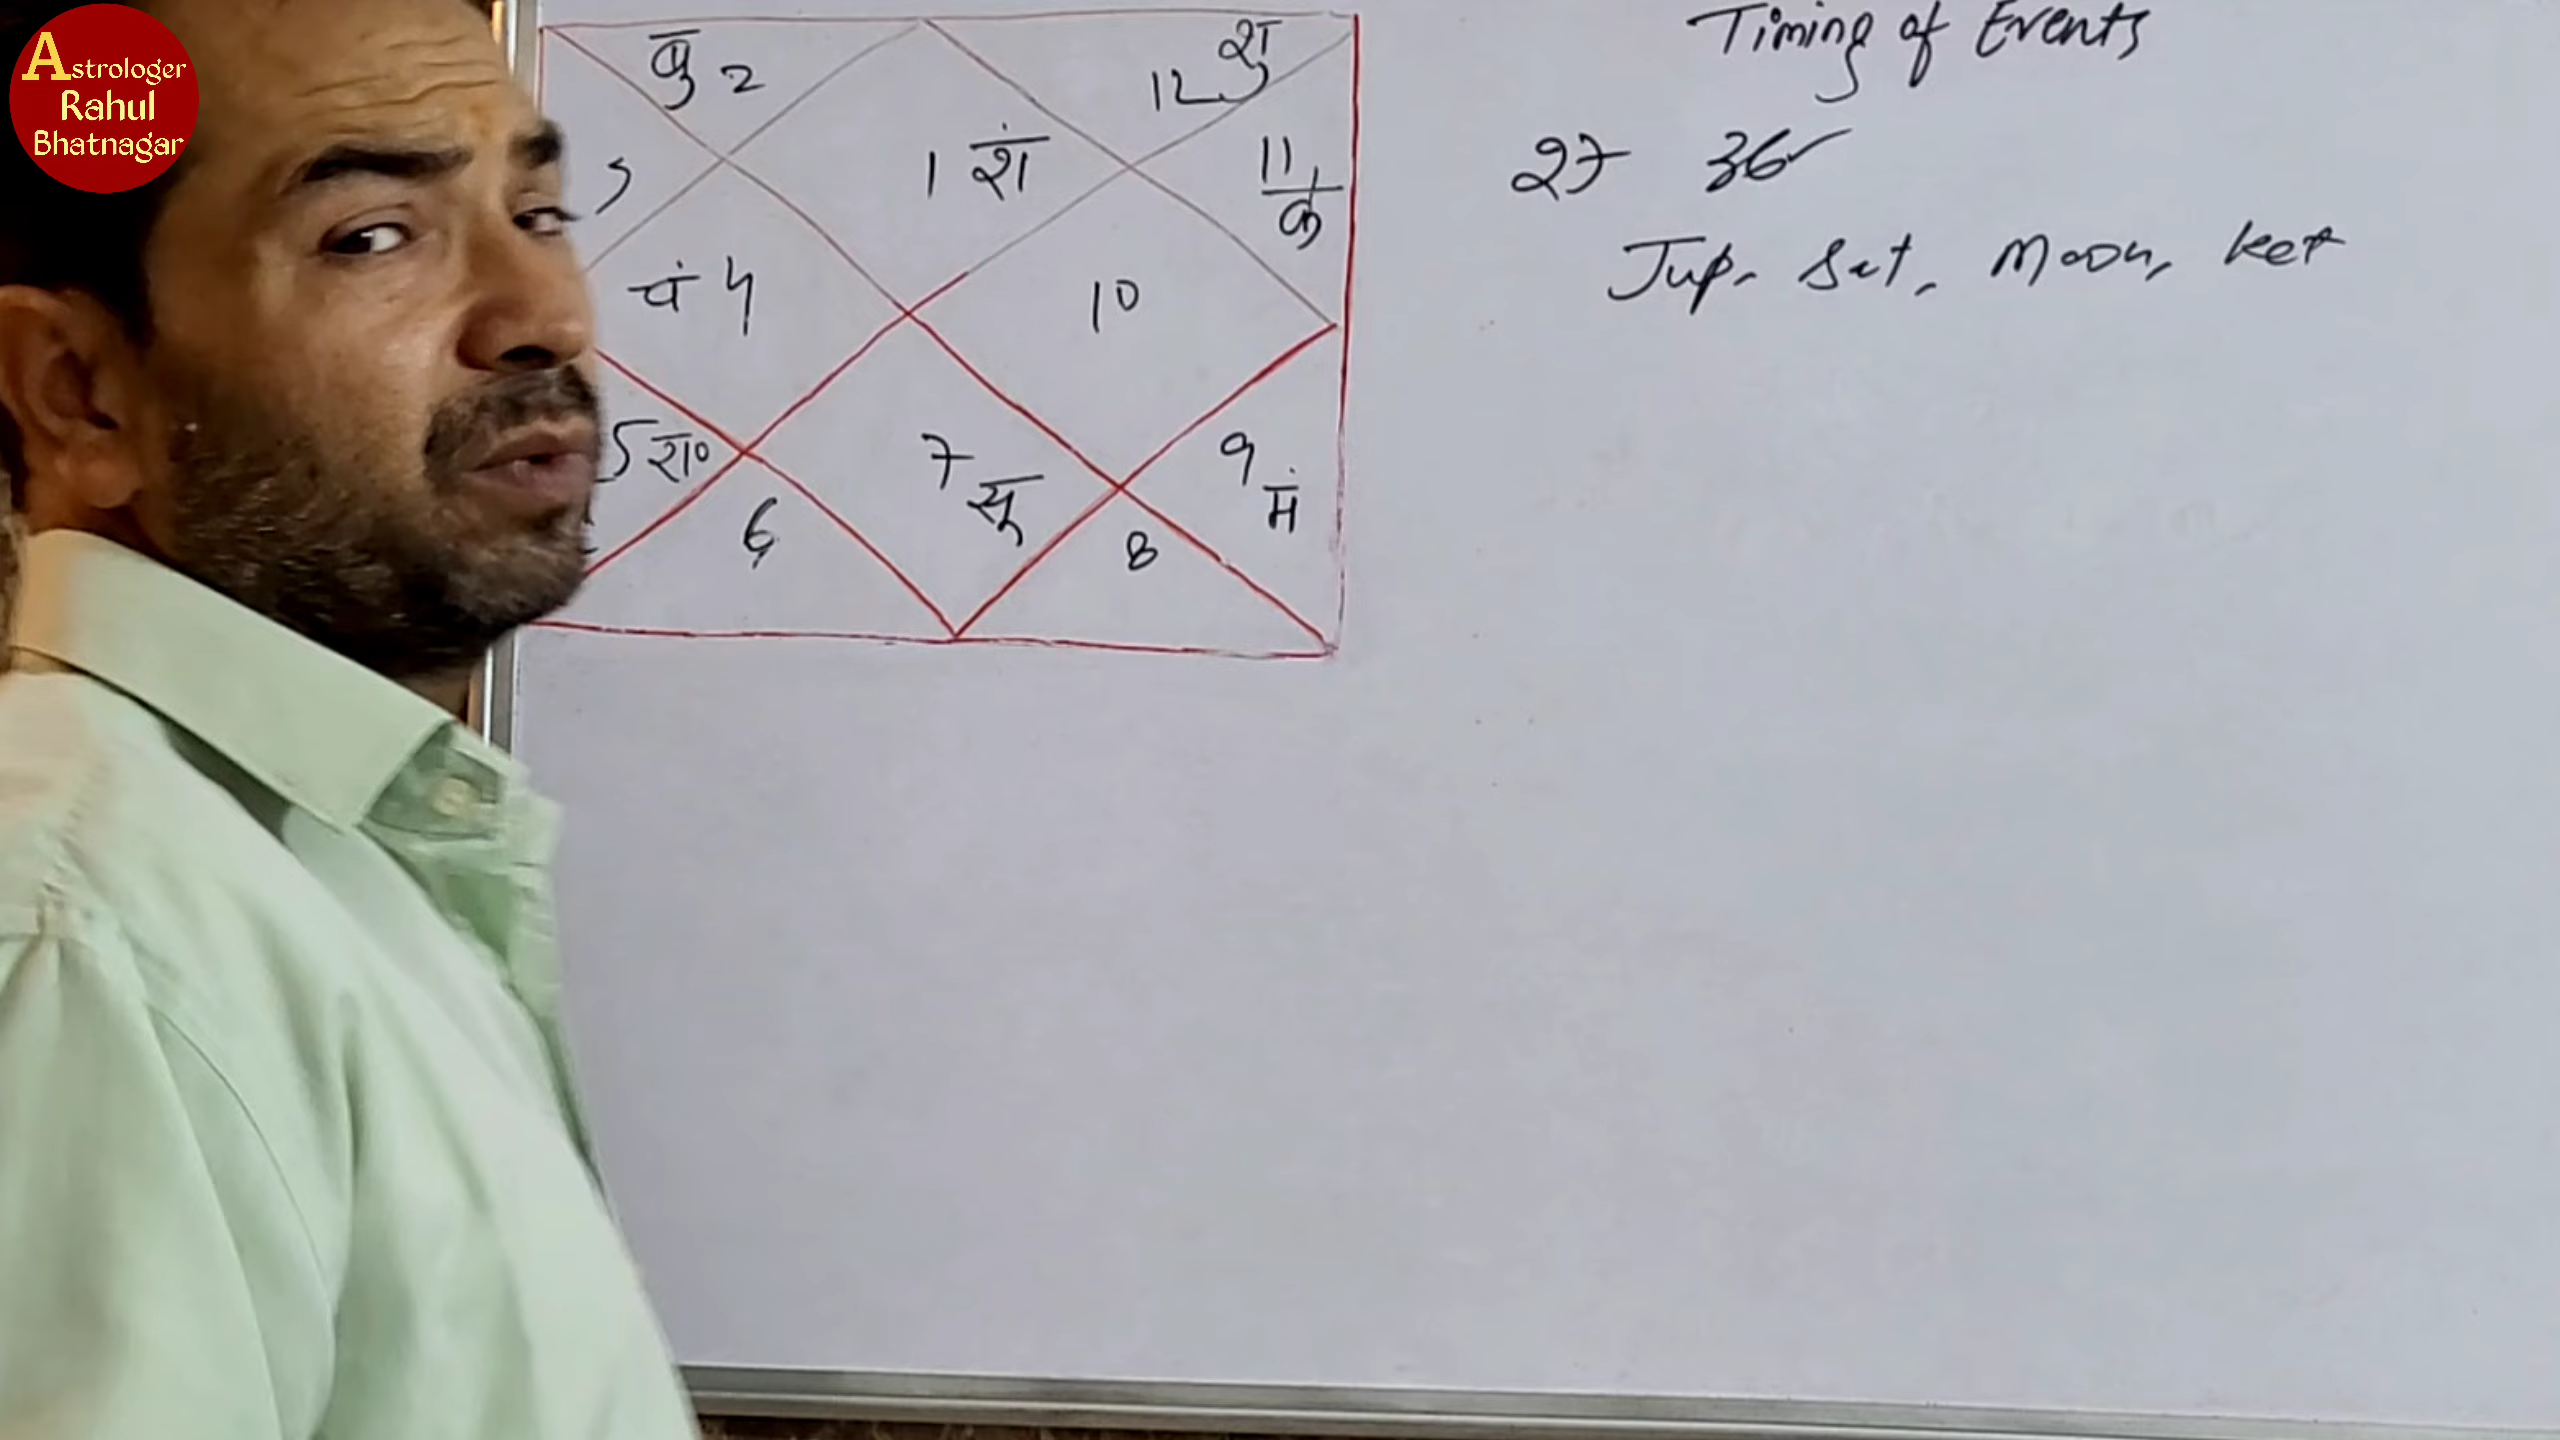 Astrologer
Rahul
Bhatnagar
Timing of Events
27 36✓
Jup. Sat. Moon, Ket
बु 2
12 शु
1 शं
11
के
चं 4
10
5 रा०
7 सू
9 मं
6
8